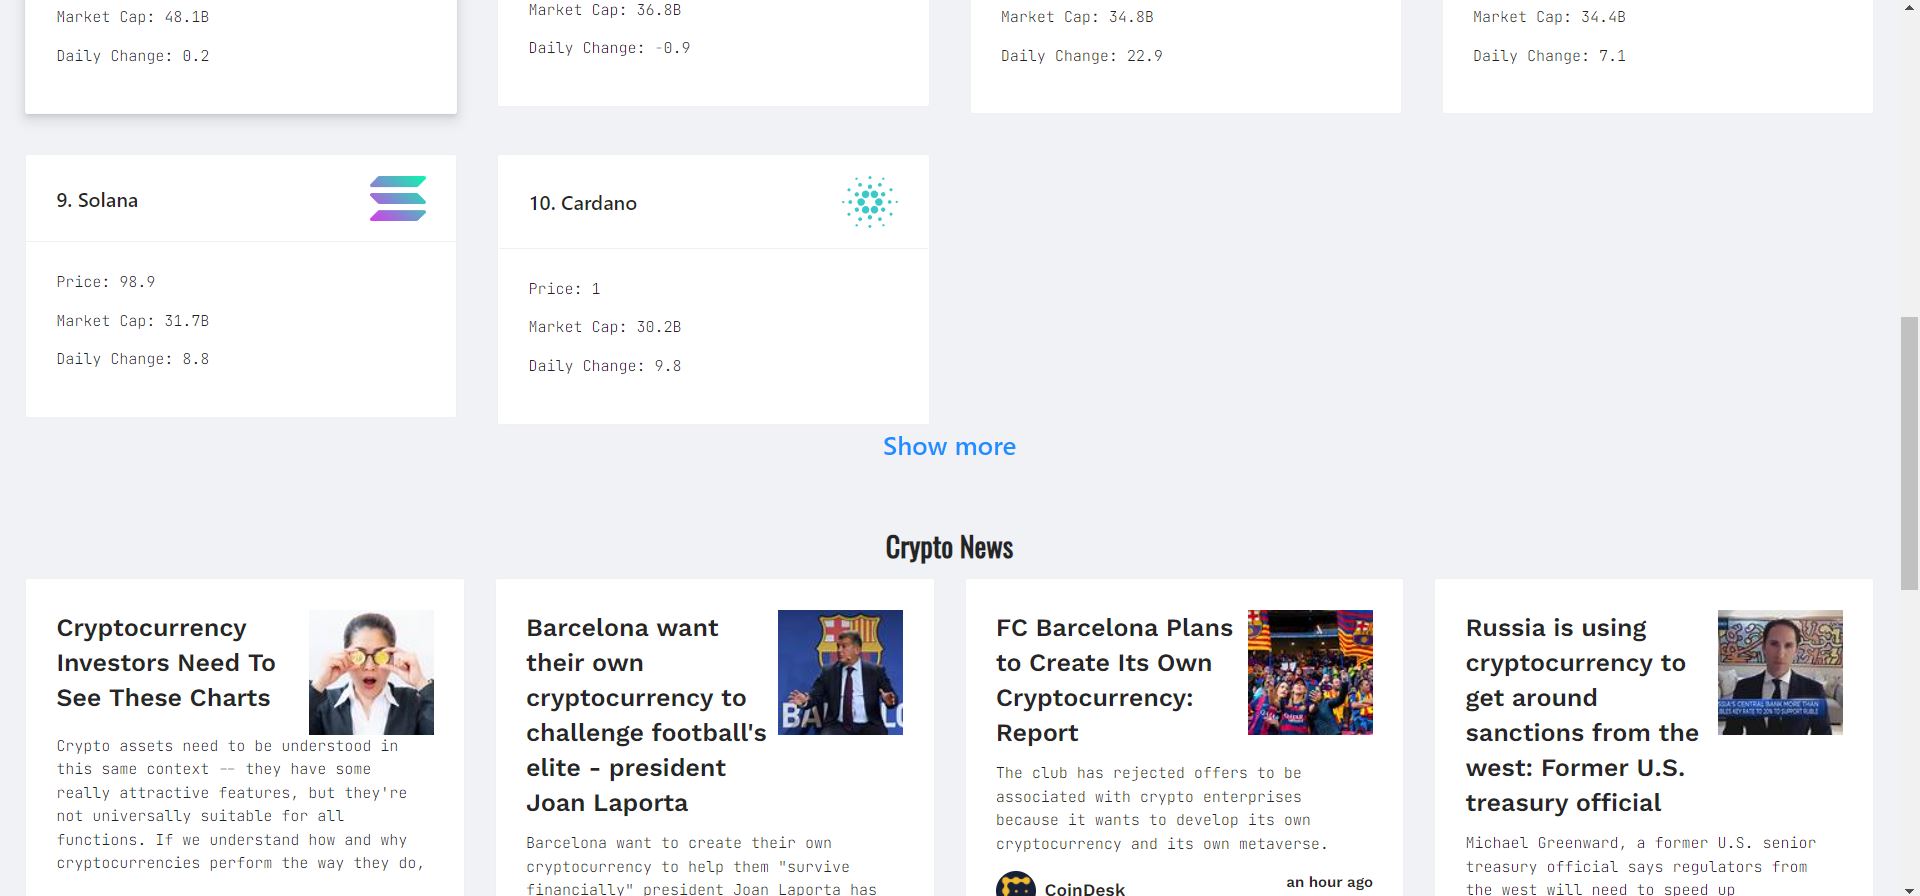 Market Cap: 48.1B
Daily Change: 0.2
Market Cap: 36.8B
Daily Change: -0.9
Market Cap: 34.8B
Daily Change: 22.9
Market Cap: 34.4B
Daily Change: 7.1
9. Solana
Price: 98.9
Market Cap: 31.7B
Daily Change: 8.8
10. Cardano
Price: 1
Market Cap: 30.2B
Daily Change: 9.8
Show more
Crypto News
Cryptocurrency
Investors Need To
See These Charts
Crypto assets need to be understood in
this same context -- they have some
really attractive features, but they're
not universally suitable for all
functions. If we understand how and why
cryptocurrencies perform the way they do,
Barcelona want
their own
cryptocurrency to
challenge football's
elite - president
Joan Laporta
Barcelona want to create their own
cryptocurrency to help them "survive
financially" president Joan Laporta has
FC Barcelona Plans
to Create Its Own
Cryptocurrency:
Report
The club has rejected offers to be
associated with crypto enterprises
because it wants to develop its own
cryptocurrency and its own metaverse.
CoinDesk
an hour ago
Russia is using
cryptocurrency to
get around
sanctions from the
west: Former U.S.
treasury official
Michael Greenward, a former U.S. senior
treasury official says regulators from
the west will need to speed up